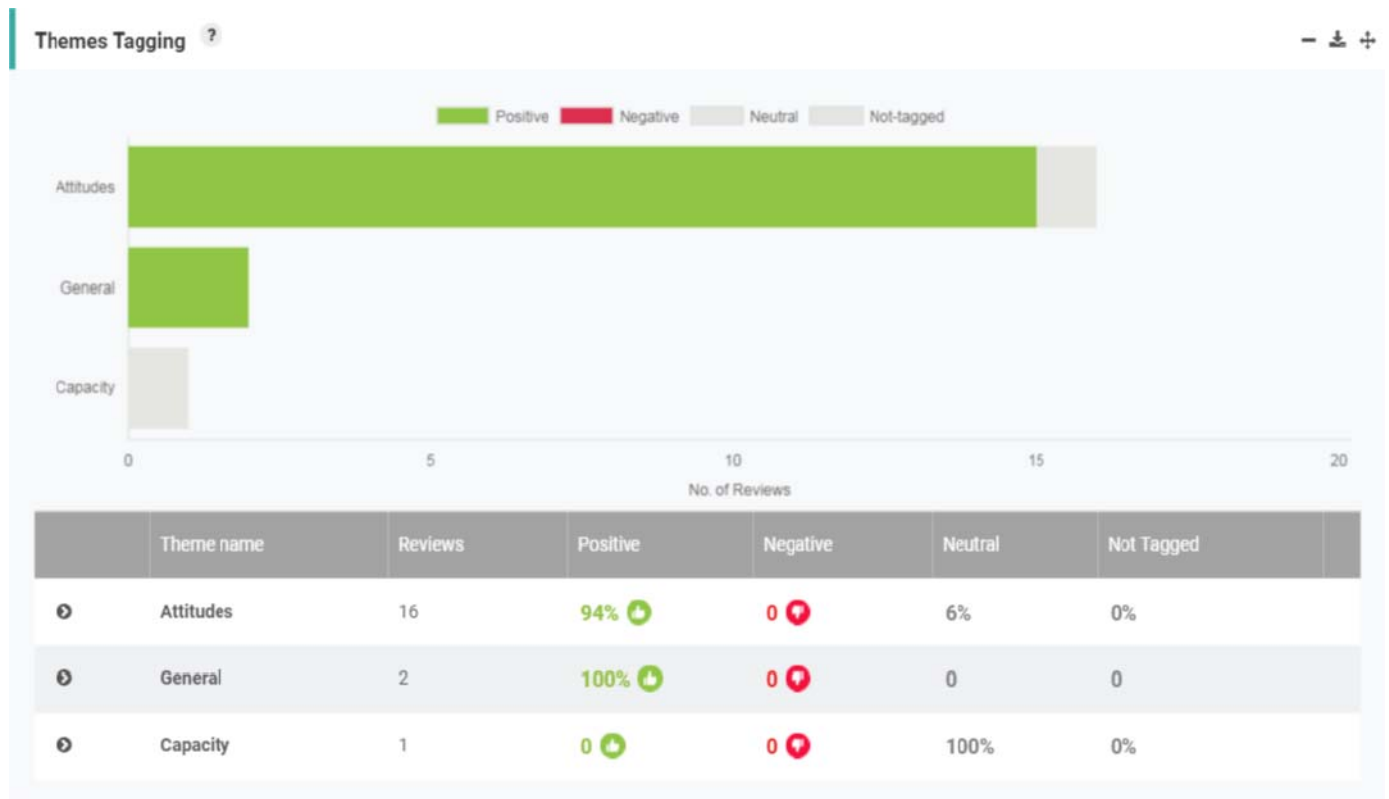 Themes Tagging ?
Positive Negative Neutral Not-tagged
Attitudes
General
Capacity
0 5 10 15 20
No. of Reviews
Theme name Reviews Positive Negative Neutral Not Tagged
Attitudes 16 94% 0 6% 0%
General 2 100% 0 0 0
Capacity 1 0 0 100% 0%